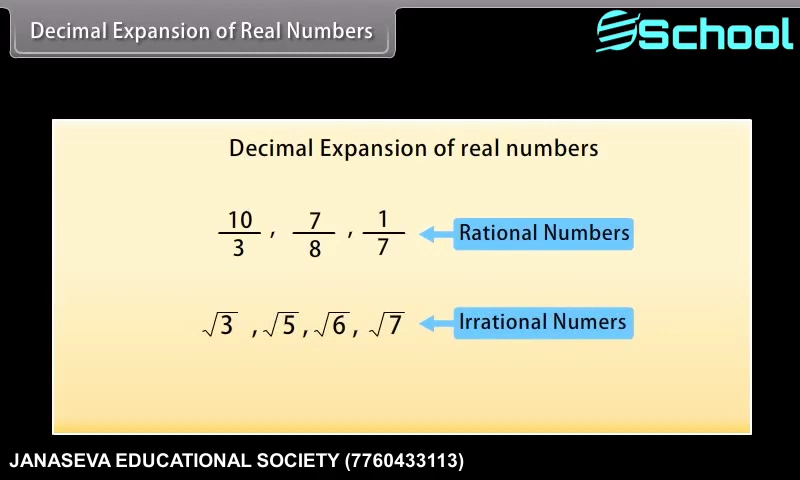 Decimal Expansion of Real Numbers
School
Decimal Expansion of real numbers
10/3 , 7/8 , 1/7 Rational Numbers
√3 , √5 , √6 , √7 Irrational Numers
JANASEVA EDUCATIONAL SOCIETY (7760433113)